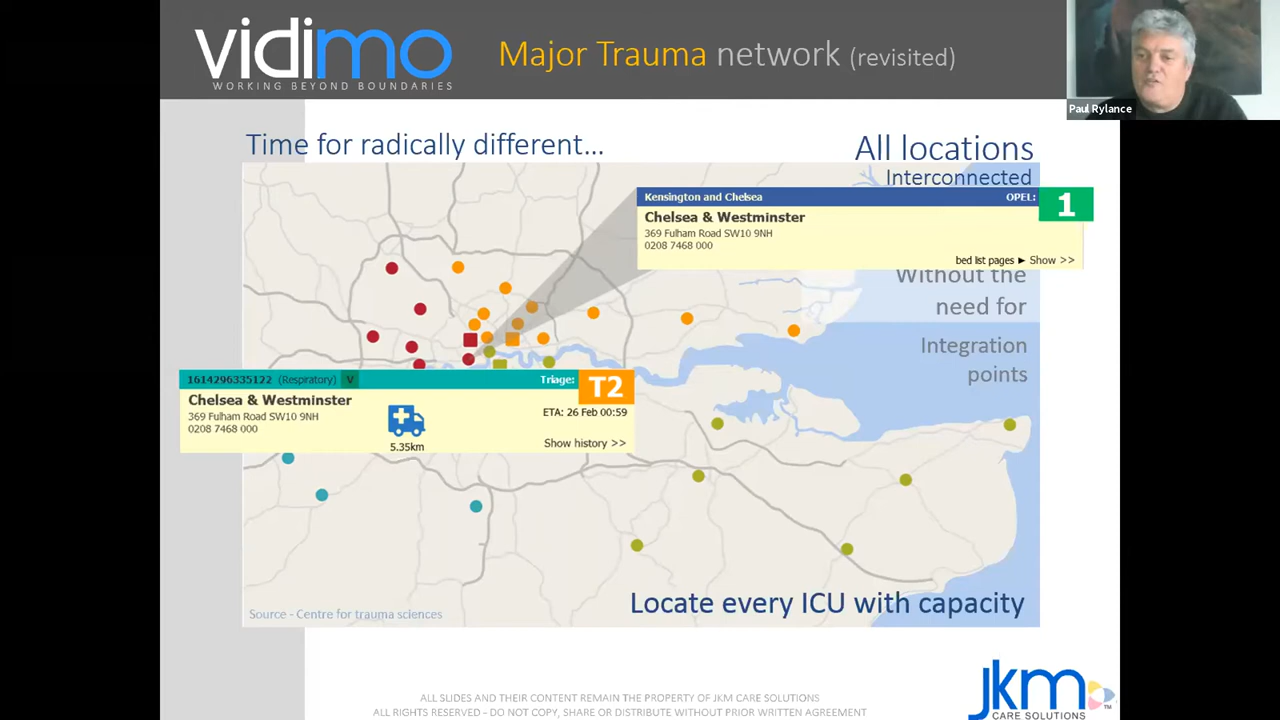 vidimo
WORKING BEYOND BOUNDARIES
Major Trauma network (revisited)
Paul Rylance
Time for radically different...
All locations
Interconnected
Kensington and Chelsea OPEL: 1
Chelsea & Westminster
369 Fulham Road SW10 9NH
0208 7468 000
bed list pages ► Show >>
Without the
need for
Integration
points
1614296335122 (Respiratory) V Triage: T2
Chelsea & Westminster
369 Fulham Road SW10 9NH
0208 7468 000
ETA: 26 Feb 00:59
5.35km
Show history >>
Locate every ICU with capacity
Source - Centre for trauma sciences
ALL SLIDES AND THEIR CONTENT REMAIN THE PROPERTY OF JKM CARE SOLUTIONS
ALL RIGHTS RESERVED - DO NOT COPY, SHARE OR DISTRIBUTE WITHOUT PRIOR WRITTEN AGREEMENT
jkm TM
CARE SOLUTIONS